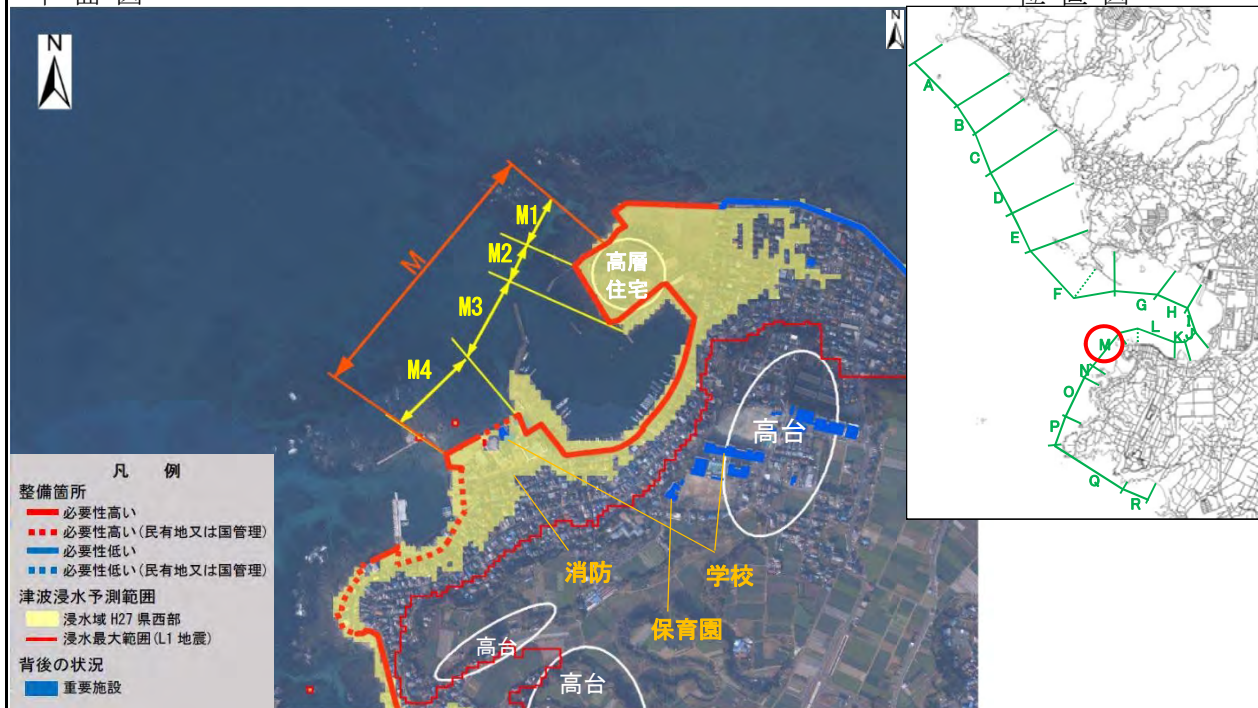 平面図
位置図
N
N
M
M1
M2
M3
M4
高層
住宅
高台
消防
学校
保育園
高台
高台
凡 例
整備箇所
必要性高い
必要性高い(民有地又は国管理)
必要性低い
必要性低い(民有地又は国管理)
津波浸水予測範囲
浸水域 H27 県西部
浸水最大範囲(L1 地震)
背後の状況
重要施設
A
B
C
D
E
F
G
H
I
J
K
L
M
N
O
P
Q
R